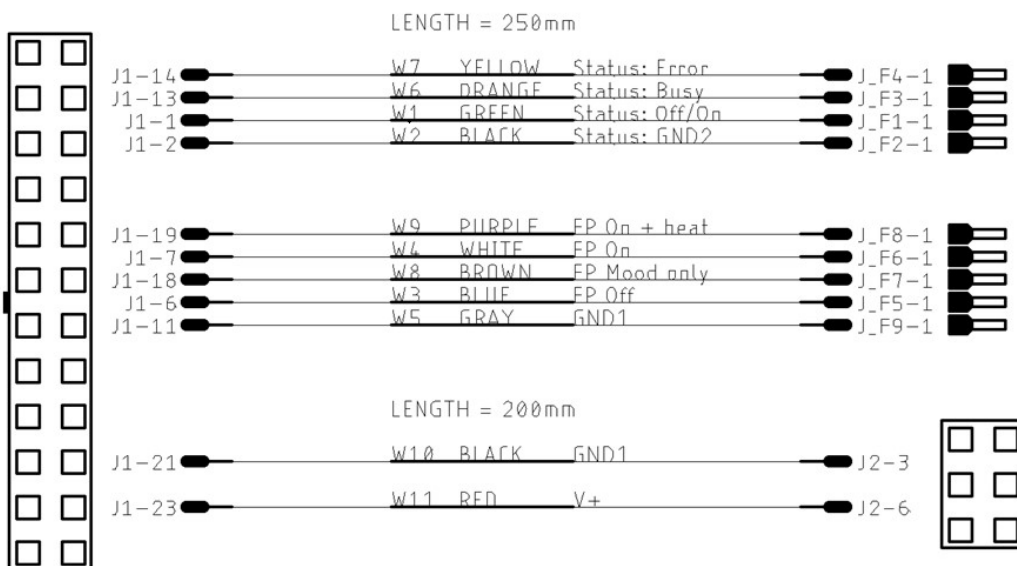 LENGTH = 250mm
J1-14 W7 YELLOW Status: Error J_F4-1
J1-13 W6 ORANGE Status: Busy J_F3-1
J1-1 W1 GREEN Status: Off/On J_F1-1
J1-2 W2 BLACK Status: GND2 J_F2-1
J1-19 W9 PURPLE FP On + heat J_F8-1
J1-7 W4 WHITE FP On J_F6-1
J1-18 W8 BROWN FP Mood only J_F7-1
J1-6 W3 BLUE FP Off J_F5-1
J1-11 W5 GRAY GND1 J_F9-1
LENGTH = 200mm
J1-21 W10 BLACK GND1 J2-3
J1-23 W11 RED V+ J2-6